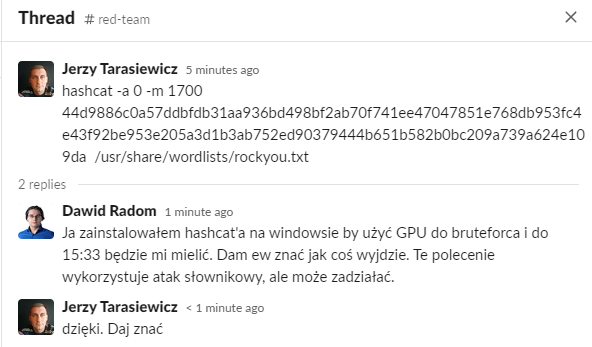 Thread # red-team
Jerzy Tarasiewicz 5 minutes ago
hashcat -a 0 -m 1700
44d9886c0a57ddbfdb31aa936bd498bf2ab70f741ee47047851e768db953fc4
e43f92be953e205a3d1b3ab752ed90379444b651b582b0bc209a739a624e10
9da /usr/share/wordlists/rockyou.txt
2 replies
Dawid Radom 1 minute ago
Ja zainstalowałem hashcat'a na windowsie by użyć GPU do bruteforca i do
15:33 będzie mi mielić. Dam ew znać jak coś wyjdzie. Te polecenie
wykorzystuje atak słownikowy, ale może zadziałać.
Jerzy Tarasiewicz < 1 minute ago
dzięki. Daj znać